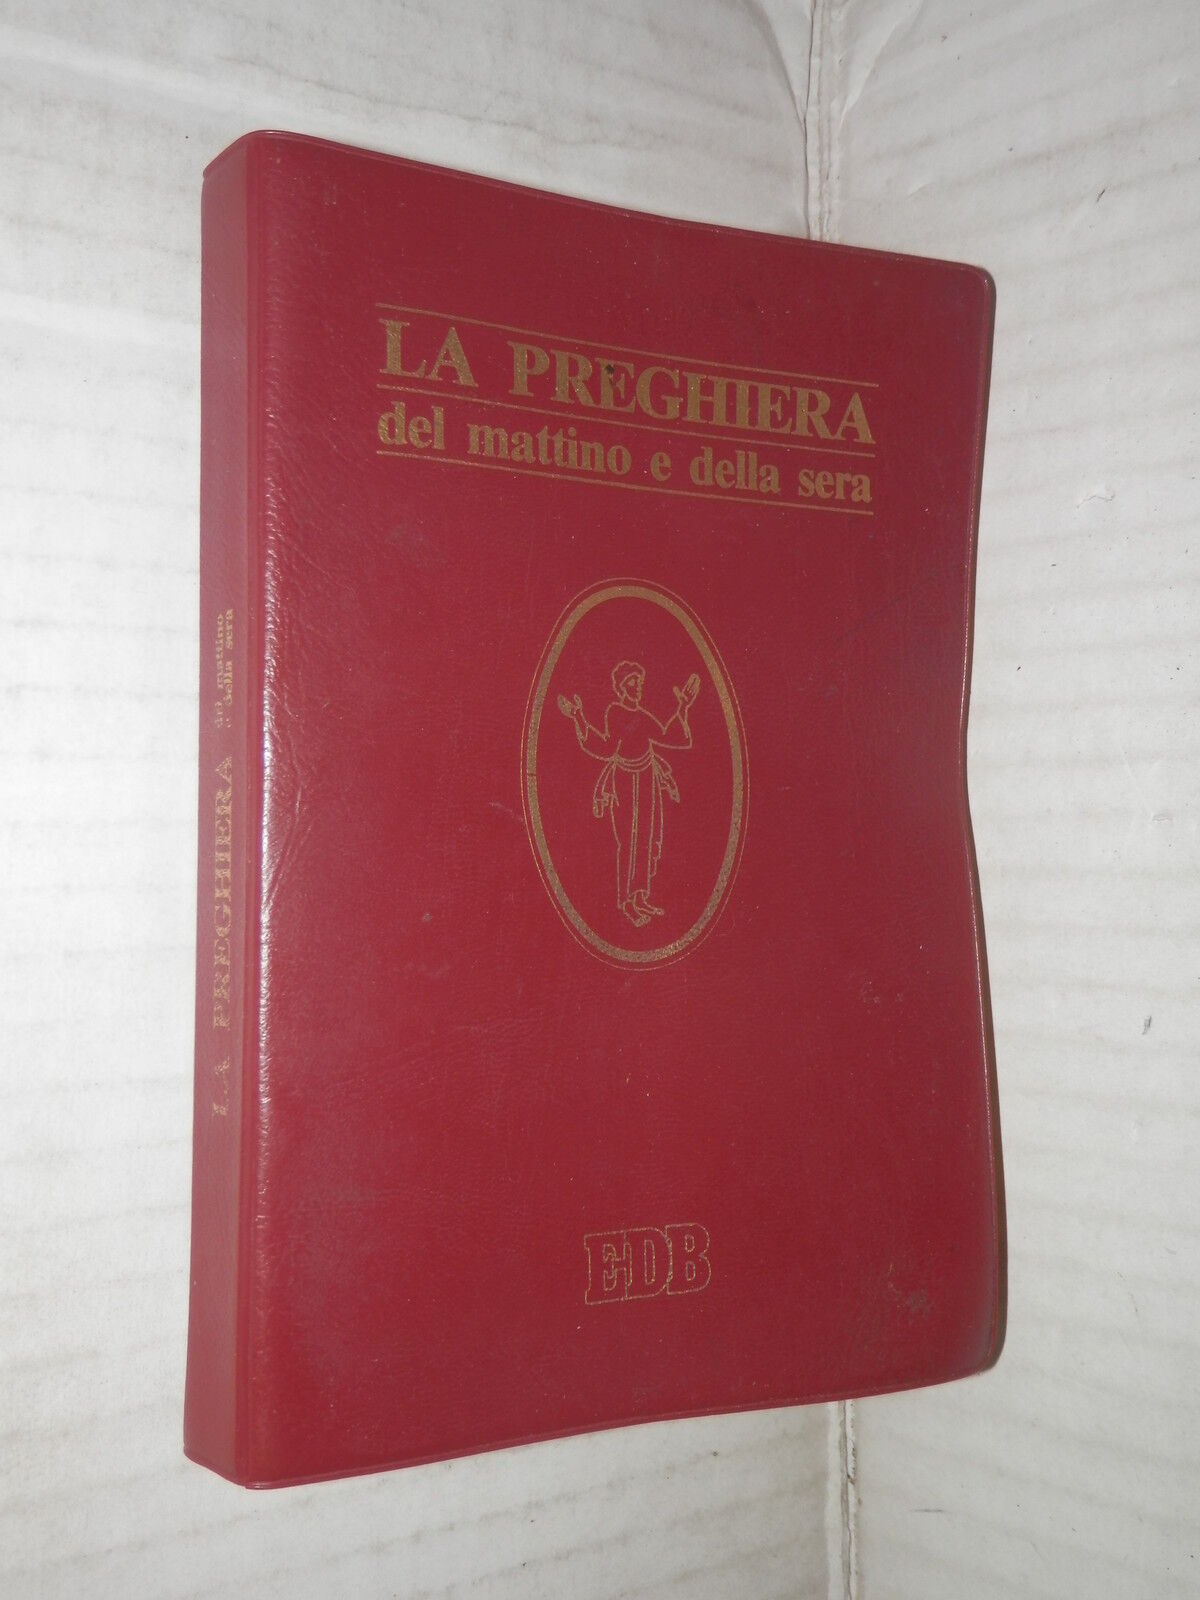 LA PREGHIERA
del mattino e della sera
EDB
LA PREGHIERA
del mattino
e della sera